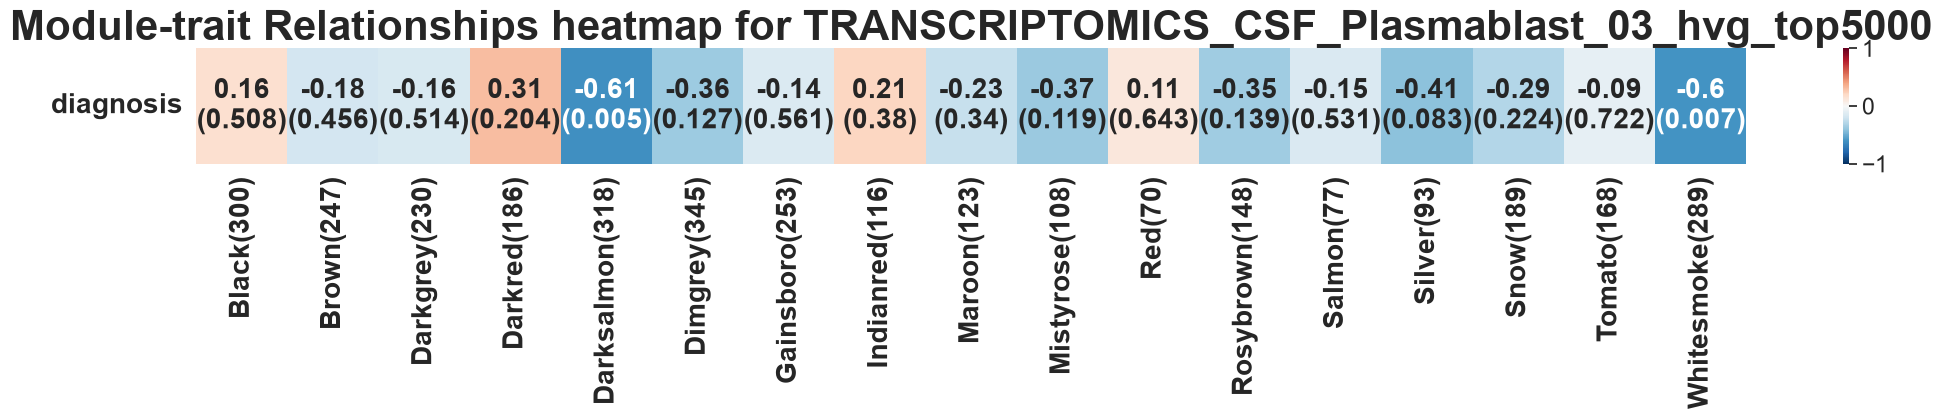 Module-trait Relationships heatmap for TRANSCRIPTOMICS_CSF_Plasmablast_03_hvg_top5000
diagnosis
0.16 -0.18 -0.16 0.31 -0.61 -0.36 -0.14 0.21 -0.23 -0.37 0.11 -0.35 -0.15 -0.41 -0.29 -0.09 -0.6
(0.508) (0.456) (0.514) (0.204) (0.005) (0.127) (0.561) (0.38) (0.34) (0.119) (0.643) (0.139) (0.531) (0.083) (0.224) (0.722) (0.007)
1
0
−1
Black(300)
Brown(247)
Darkgrey(230)
Darkred(186)
Darksalmon(318)
Dimgrey(345)
Gainsboro(253)
Indianred(116)
Maroon(123)
Mistyrose(108)
Red(70)
Rosybrown(148)
Salmon(77)
Silver(93)
Snow(189)
Tomato(168)
Whitesmoke(289)